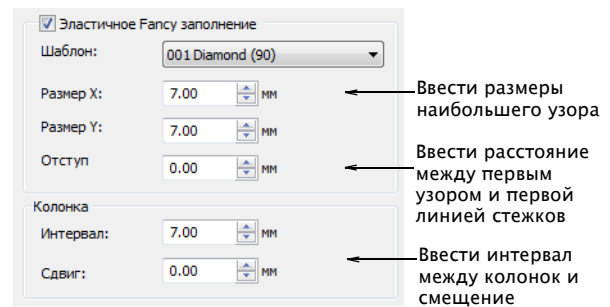 Эластичное Fancy заполнение
Шаблон: 001 Diamond (90)
Размер X: 7.00 мм
Размер Y: 7.00 мм
Отступ 0.00 мм
Колонка
Интервал: 7.00 мм
Сдвиг: 0.00 мм
Ввести размеры
наибольшего узора
Ввести расстояние
между первым
узором и первой
линией стежков
Ввести интервал
между колонок и
смещение